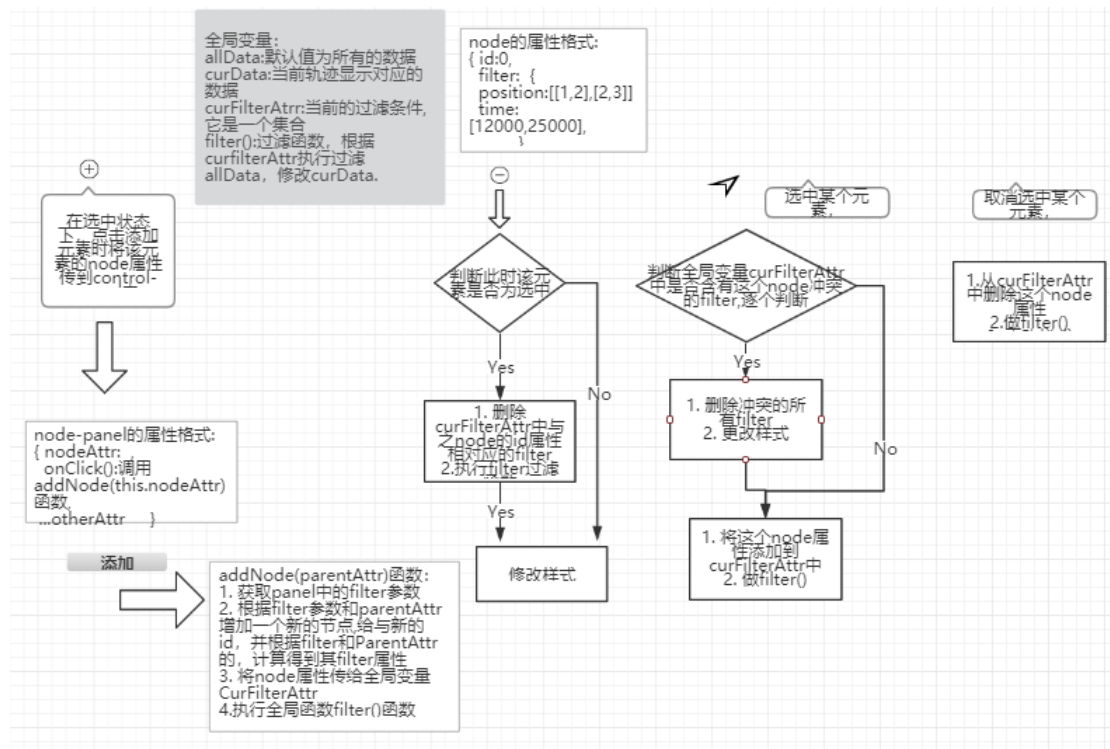 全局变量：
allData:默认值为所有的数据
curData:当前轨迹显示对应的
数据
curFilterAtrr:当前的过滤条件,
它是一个集合
filter():过滤函数，根据
curfilterAttr执行过滤
allData，修改curData.
node的属性格式:
{ id:0,
filter: {
position:[[1,2],[2,3]]
time:
[12000,25000],
}
在选中状态
下，点击添加
元素时将该元
素的node属性
传到control-
判断此时该元
素是否为选中
Yes
No
1. 删除
curFilterAttr中与
之node的id属性
相对应的filter
2.执行filter过滤
Yes
修改样式
选中某个元
素，
判断全局变量curFilterAttr
中是否含有这个node冲突
的filter,逐个判断
Yes
No
1. 删除冲突的所
有filter
2. 更改样式
1. 将这个node属
性添加到
curFilterAttr中
2. 做filter()
取消选中某个
元素，
1.从curFilterAttr
中删除这个node
属性
2.做filter()
node-panel的属性格式:
{ nodeAttr: ,
onClick():调用
addNode(this.nodeAttr)
函数,
...otherAttr }
添加
addNode(parentAttr)函数:
1. 获取panel中的filter参数
2. 根据filter参数和parentAttr
增加一个新的节点,给与新的
id，并根据filter和ParentAttr
的，计算得到其filter属性
3. 将node属性传给全局变量
CurFilterAttr
4.执行全局函数filter()函数